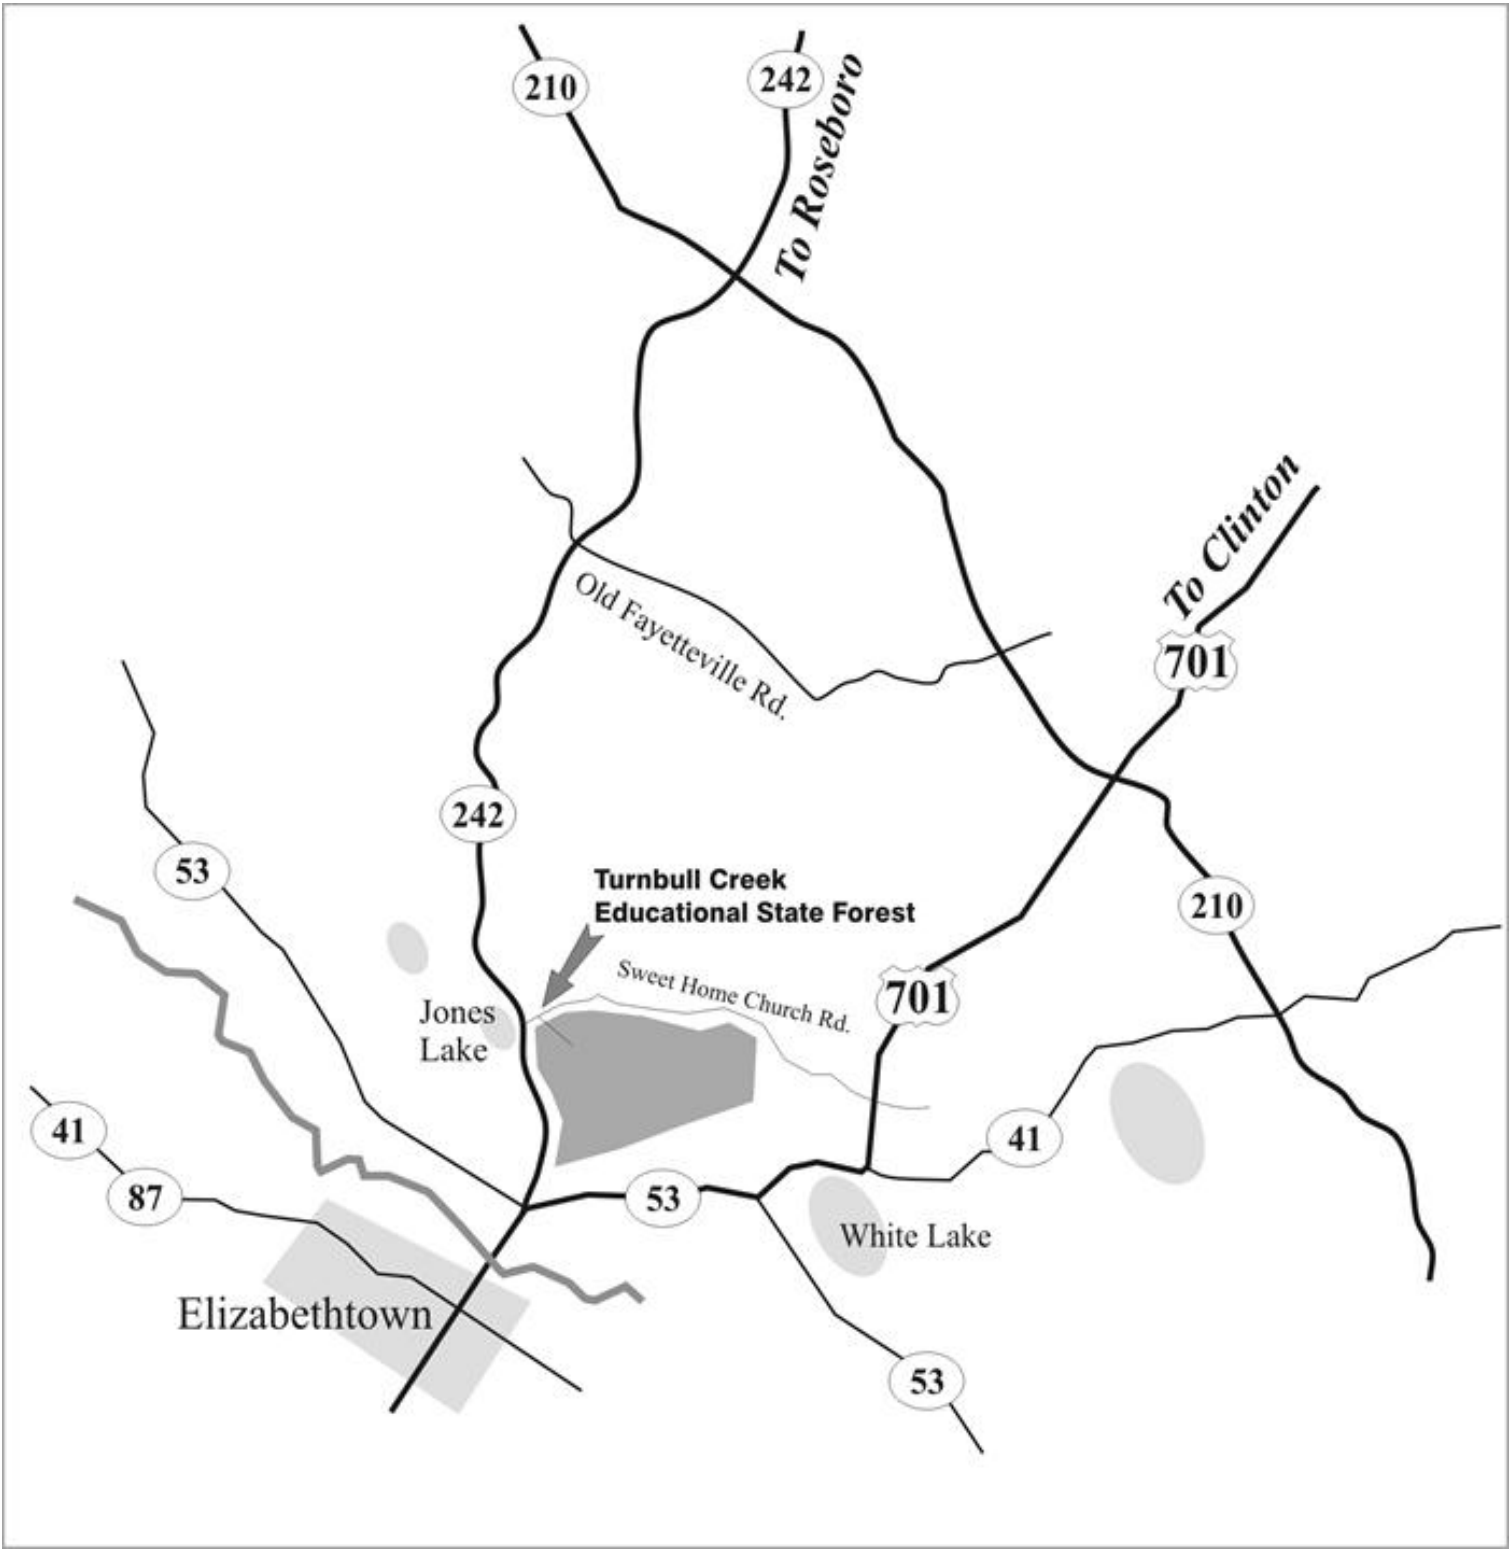 210
242
To Roseboro
To Clinton
701
Old Fayetteville Rd.
242
53
Turnbull Creek
Educational State Forest
210
Sweet Home Church Rd.
701
Jones
Lake
41
41
87
53
White Lake
Elizabethtown
53